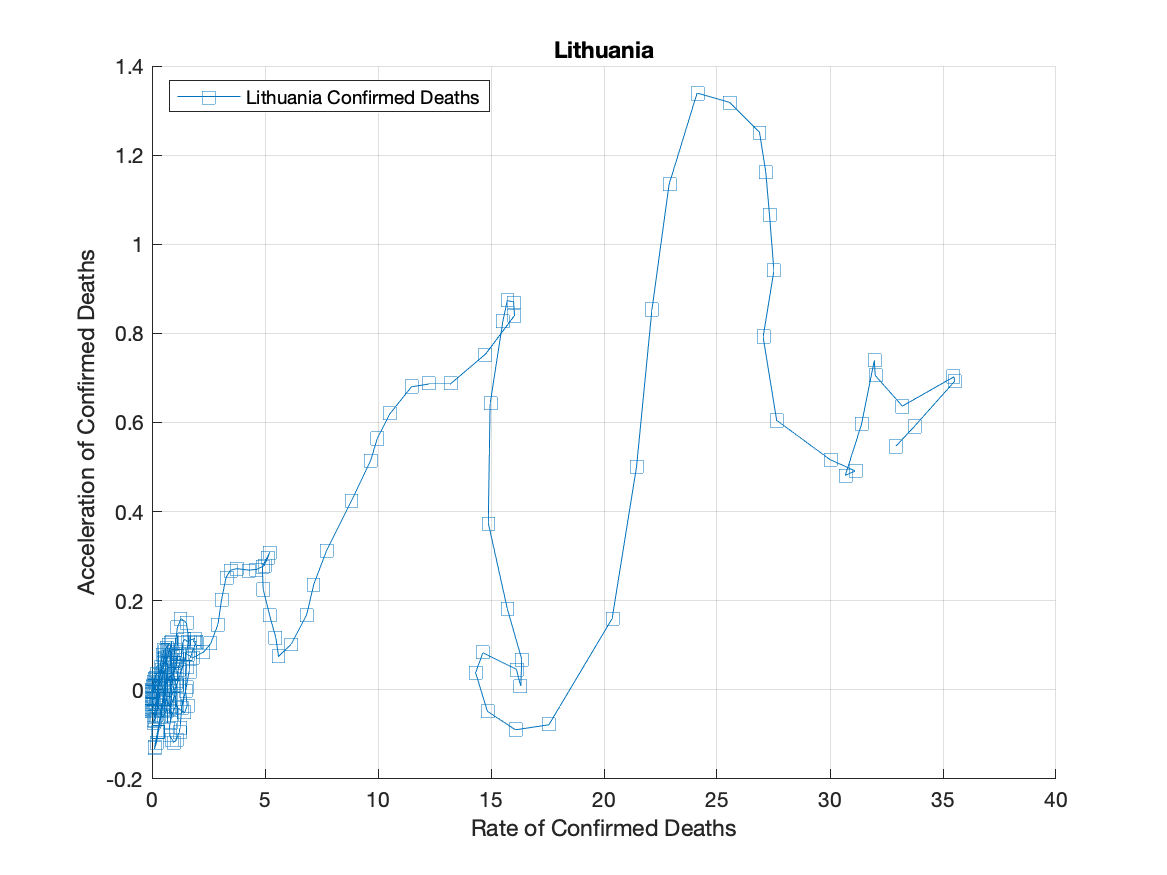 Lithuania
Lithuania Confirmed Deaths
1.4
1.2
1
0.8
0.6
0.4
0.2
0
-0.2
Acceleration of Confirmed Deaths
0 5 10 15 20 25 30 35 40
Rate of Confirmed Deaths